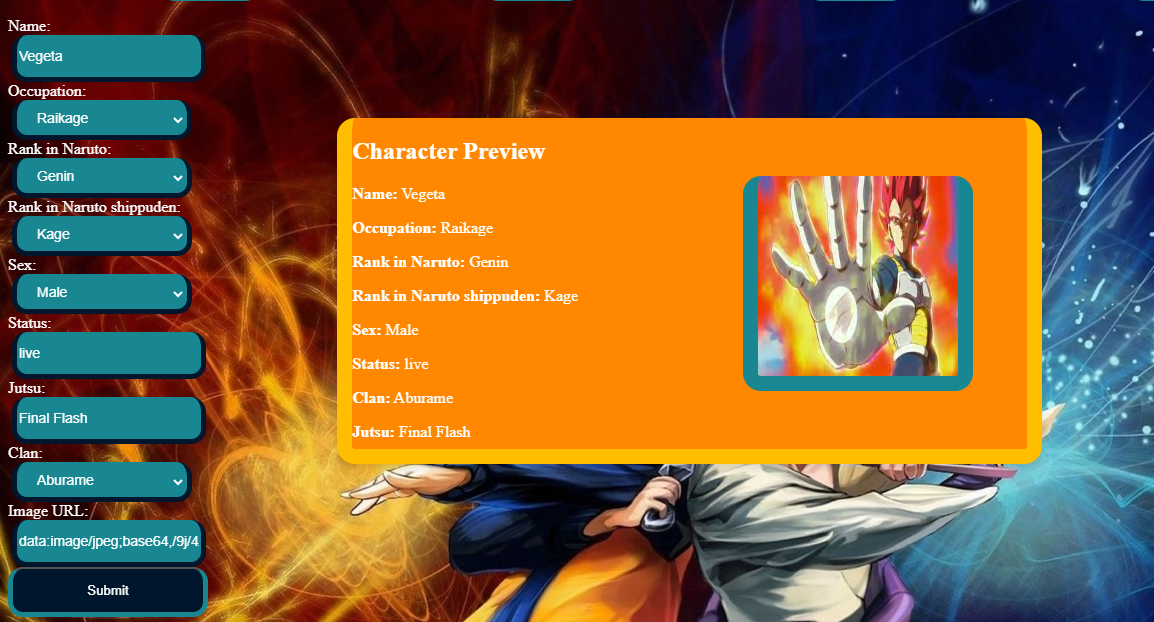 Name:
Vegeta
Occupation:
Raikage
Rank in Naruto:
Genin
Rank in Naruto shippuden:
Kage
Sex:
Male
Status:
live
Jutsu:
Final Flash
Clan:
Aburame
Image URL:
data:image/jpeg;base64,/9j/4
Submit
Character Preview
Name: Vegeta
Occupation: Raikage
Rank in Naruto: Genin
Rank in Naruto shippuden: Kage
Sex: Male
Status: live
Clan: Aburame
Jutsu: Final Flash